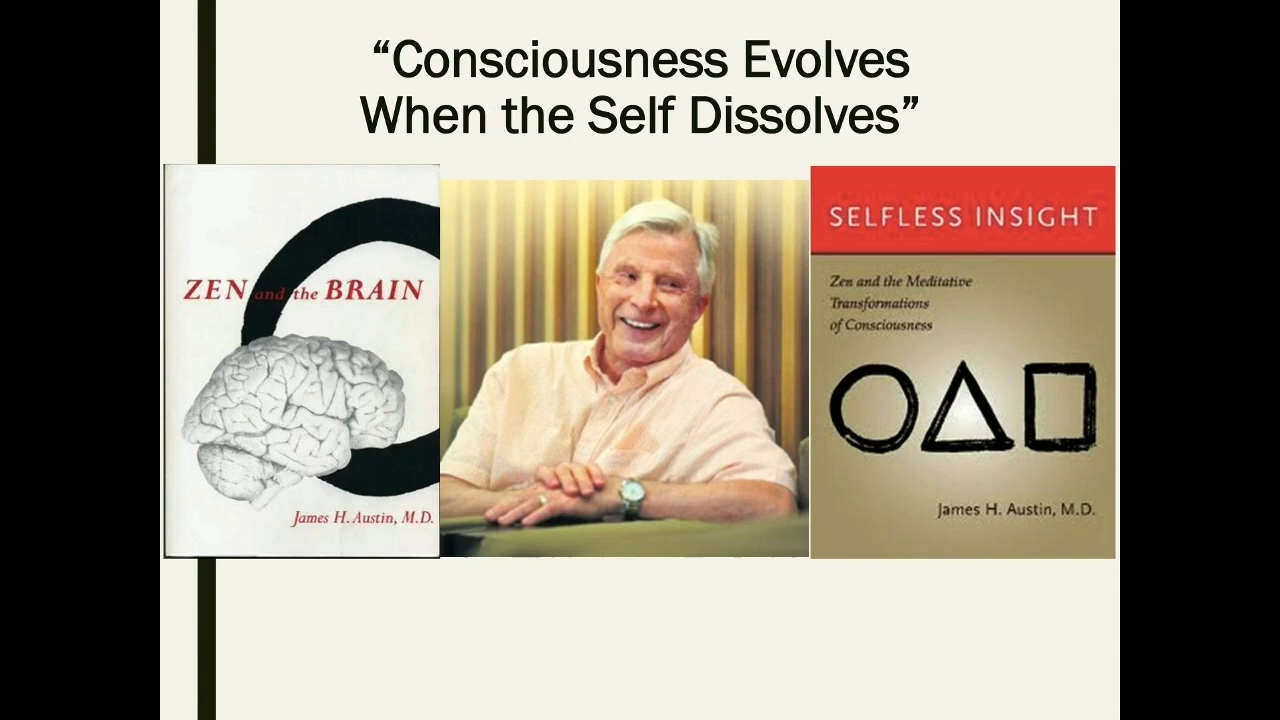 “Consciousness Evolves
When the Self Dissolves”
ZEN and the BRAIN
James H. Austin, M.D.
SELFLESS INSIGHT
Zen and the Meditative
Transformations
of Consciousness
James H. Austin, M.D.